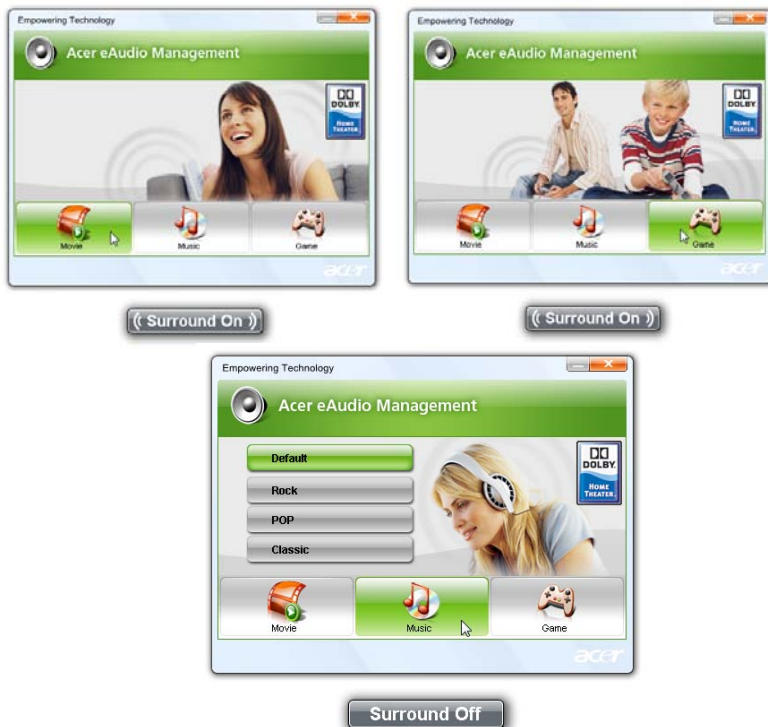 Empowering Technology
Acer eAudio Management
DOLBY
HOME THEATER
Movie
Music
Game
acer
(( Surround On ))
Empowering Technology
Acer eAudio Management
DOLBY
HOME THEATER
Movie
Music
Game
acer
(( Surround On ))
Empowering Technology
Acer eAudio Management
Default
Rock
POP
Classic
DOLBY
HOME THEATER
Movie
Music
Game
acer
Surround Off